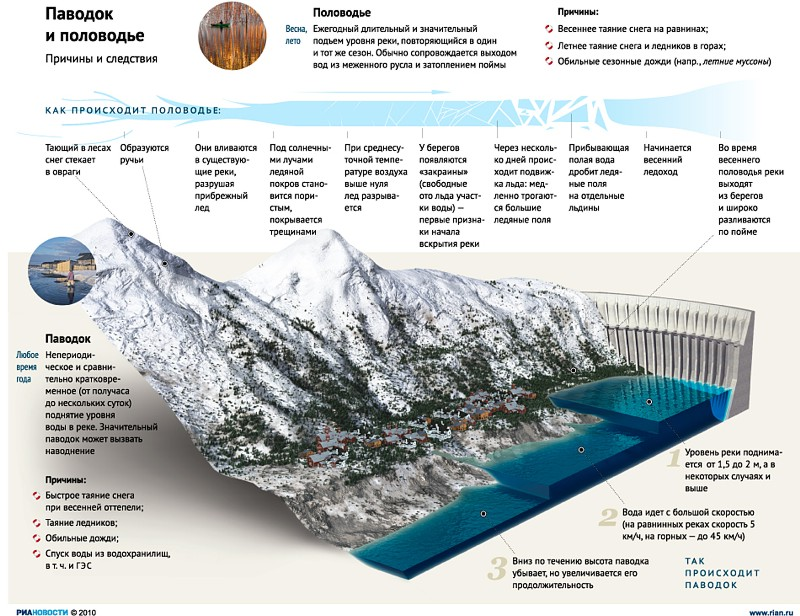 Паводок
и половодье
Причины и следствия
Весна,
лето
Половодье
Ежегодный длительный и значительный
подъем уровня реки, повторяющийся в один
и тот же сезон. Обычно сопровождается выходом
вод из меженного русла и затоплением поймы
Причины:
Весеннее таяние снега на равнинах;
Летнее таяние снега и ледников в горах;
Обильные сезонные дожди (напр., летние муссоны)
КАК ПРОИСХОДИТ ПОЛОВОДЬЕ:
Тающий в лесах
снег стекает
в овраги
Образуются
ручьи
Они вливаются
в существую-
щие реки,
разрушая
прибрежный
лед
Под солнечны-
ми лучами
ледяной
покров стано-
вится пори-
стым,
покрывается
трещинами
При среднесу-
точной темпе-
ратуре воздуха
выше нуля
лед разрыва-
ется
У берегов
появляются
«закраины»
(свободные
ото льда участ-
ки воды) —
первые призна-
ки начала
вскрытия реки
Через несколь-
ко дней проис-
ходит подвиж-
ка льда: мед-
ленно трогают-
ся большие
ледяные поля
Прибывающая
полая вода
дробит ледя-
ные поля
на отдельные
льдины
Начинается
весенний
ледоход
Во время
весеннего
половодья реки
выходят
из берегов
и широко
разливаются
по пойме
Любое
время
года
Паводок
Непериоди-
ческое и сравни-
тельно кратковре-
менное (от получаса
до нескольких суток)
поднятие уровня
воды в реке. Значительный
паводок может вызвать
наводнение
Причины:
Быстрое таяние снега
при весенней оттепели;
Таяние ледников;
Обильные дожди;
Спуск воды из водохранилищ,
в т. ч. и ГЭС
1
Уровень реки поднима-
ется от 1,5 до 2 м, а в
некоторых случаях и
выше
2
Вода идет с большой скоростью
(на равнинных реках скорость 5
км/ч, на горных — до 45 км/ч)
3
Вниз по течению высота паводка
убывает, но увеличивается его
продолжительность
ТАК
ПРОИСХОДИТ
ПАВОДОК
РИАНОВОСТИ © 2010
www.rian.ru